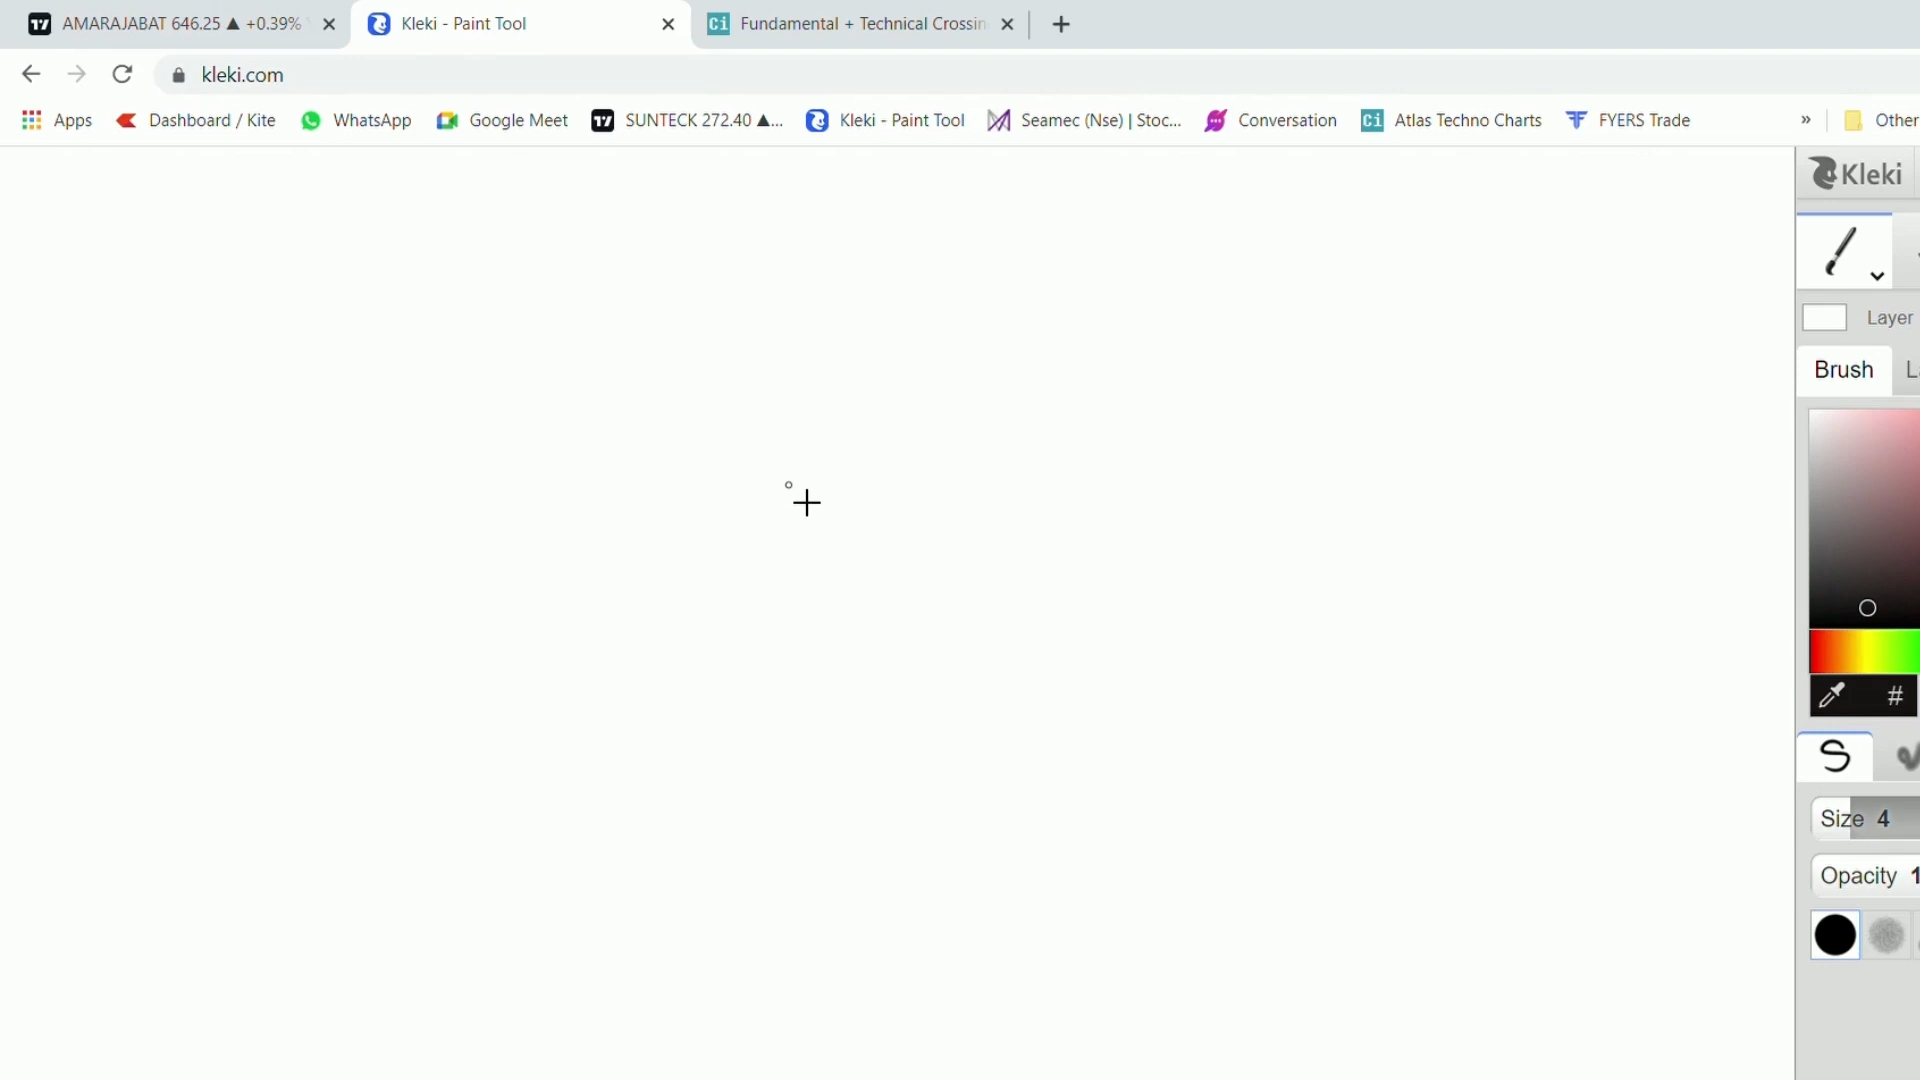 AMARAJABAT 646.25 ▲ +0.39%
Kleki - Paint Tool
Fundamental + Technical Crossin
kleki.com
Apps
Dashboard / Kite
WhatsApp
Google Meet
SUNTECK 272.40 ▲...
Kleki - Paint Tool
Seamec (Nse) | Stoc...
Conversation
Ci Atlas Techno Charts
FYERS Trade
»
Other
Kleki
Layer
Brush
#
Size 4
Opacity 1